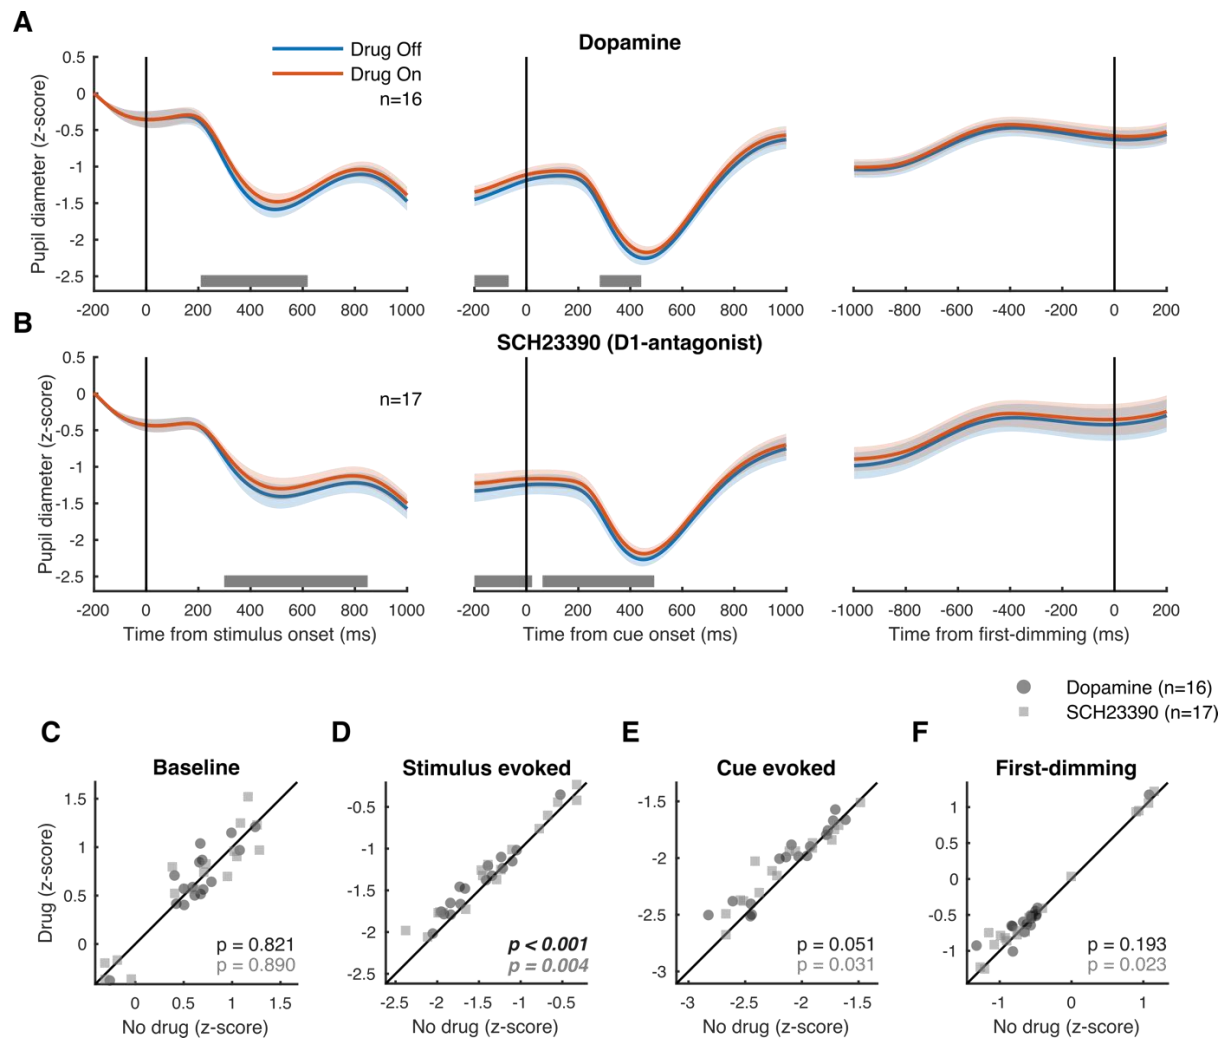 A
Dopamine
Drug Off
Drug On
n=16
Pupil diameter (z-score)
0.5
0
-0.5
-1
-1.5
-2
-2.5
-200 0 200 400 600 800 1000
-200 0 200 400 600 800 1000
-1000 -800 -600 -400 -200 0 200
B
SCH23390 (D1-antagonist)
n=17
Pupil diameter (z-score)
0.5
0
-0.5
-1
-1.5
-2
-2.5
-200 0 200 400 600 800 1000
-200 0 200 400 600 800 1000
-1000 -800 -600 -400 -200 0 200
Time from stimulus onset (ms)
Time from cue onset (ms)
Time from first-dimming (ms)
Dopamine (n=16)
SCH23390 (n=17)
C
Baseline
Drug (z-score)
1.5
1
0.5
0
p = 0.821
p = 0.890
0 0.5 1 1.5
No drug (z-score)
D
Stimulus evoked
-0.5
-1
-1.5
-2
-2.5
p < 0.001
p = 0.004
-2.5 -2 -1.5 -1 -0.5
No drug (z-score)
E
Cue evoked
-1.5
-2
-2.5
-3
p = 0.051
p = 0.031
-3 -2.5 -2 -1.5
No drug (z-score)
F
First-dimming
1
0.5
0
-0.5
-1
p = 0.193
p = 0.023
-1 0 1
No drug (z-score)